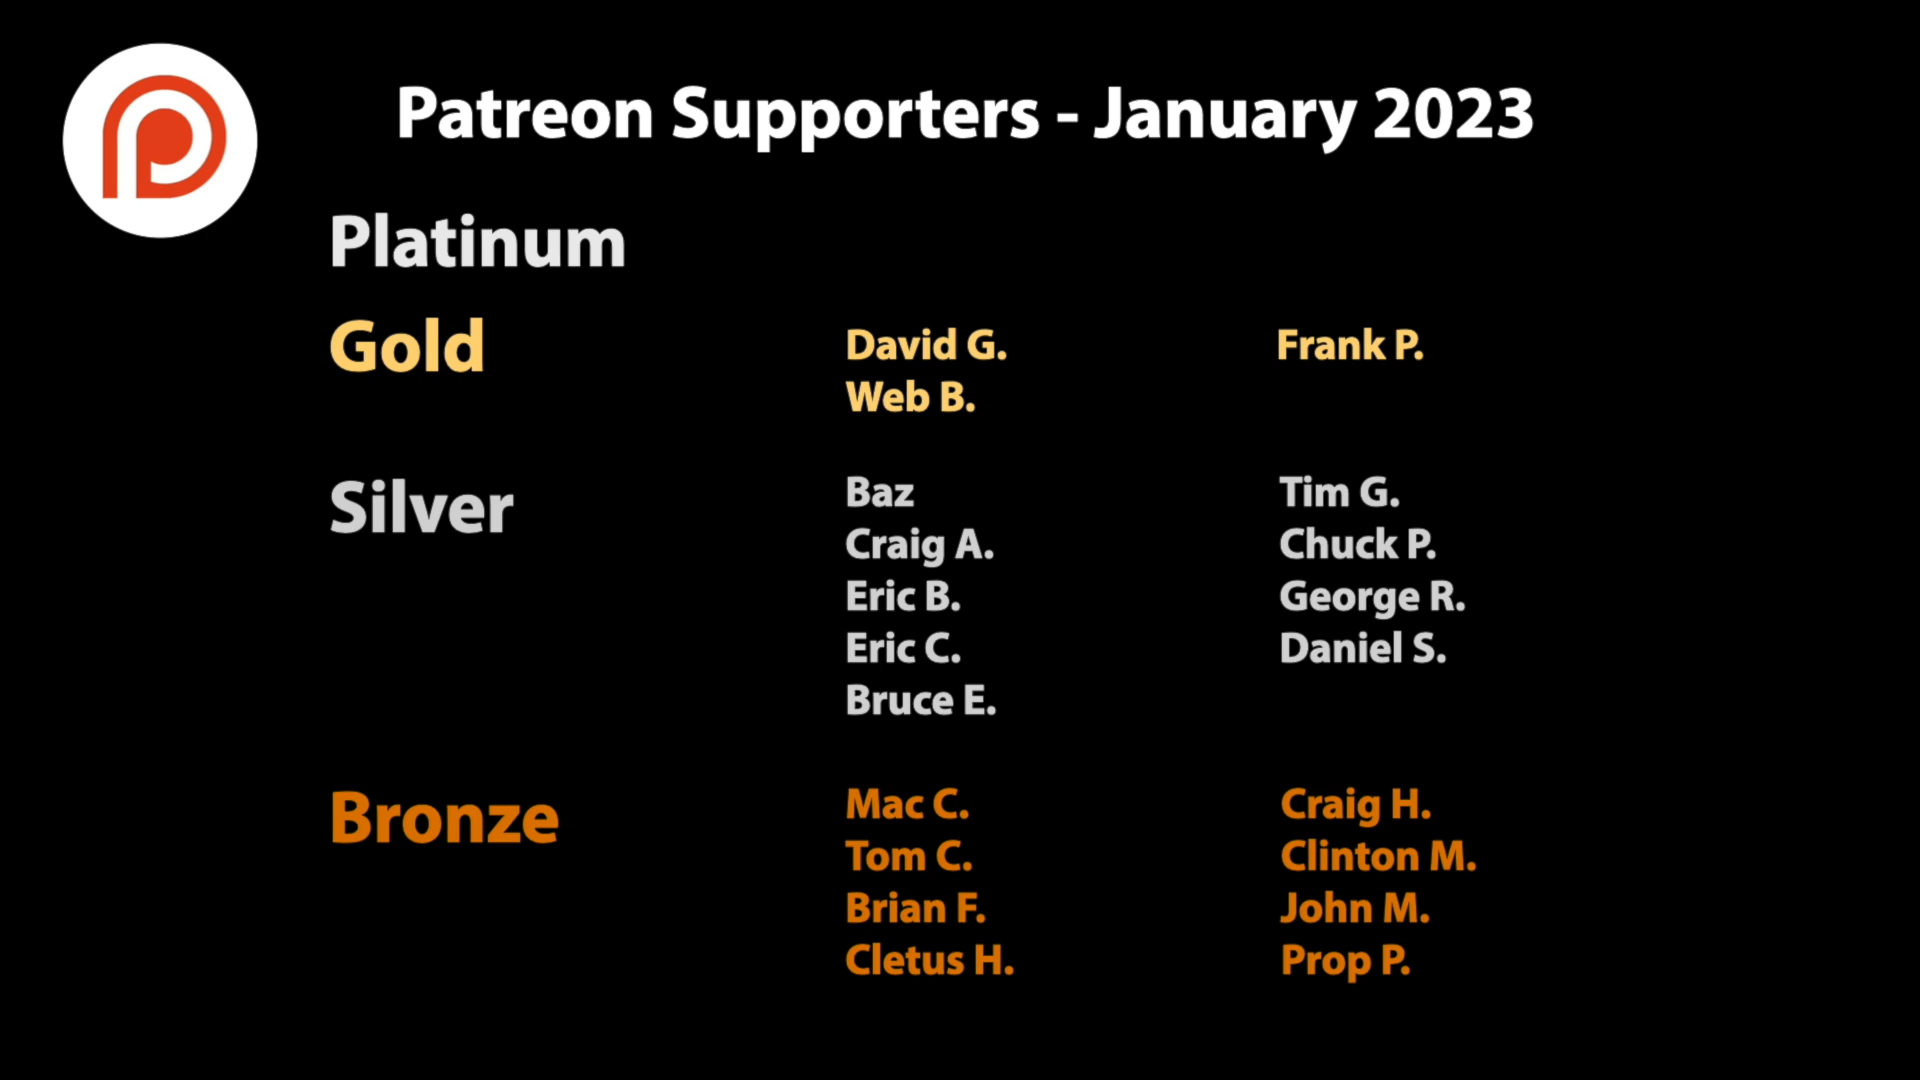 Patreon Supporters - January 2023
Platinum
Gold
David G.
Frank P.
Web B.
Silver
Baz
Tim G.
Craig A.
Chuck P.
Eric B.
George R.
Eric C.
Daniel S.
Bruce E.
Bronze
Mac C.
Craig H.
Tom C.
Clinton M.
Brian F.
John M.
Cletus H.
Prop P.